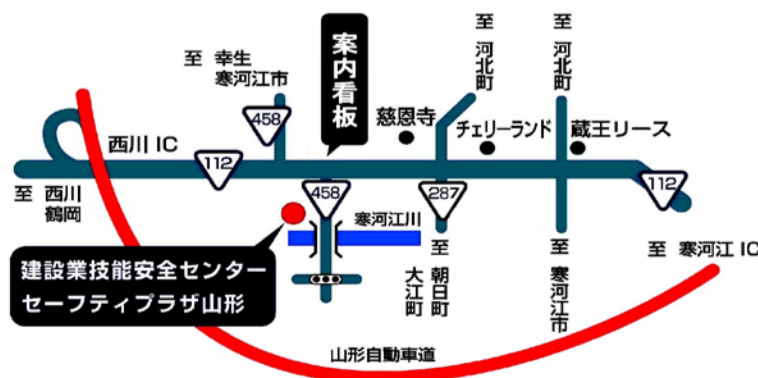 至 幸生
寒河江市
458
案内看板
至 河北町
至 河北町
慈恩寺
チェリーランド
蔵王リース
西川 IC
112
至 西川
鶴岡
458
287
112
寒河江川
至 朝日町
大江町
至 寒河江市
至 寒河江 IC
建設業技能安全センター
セーフティプラザ山形
山形自動車道